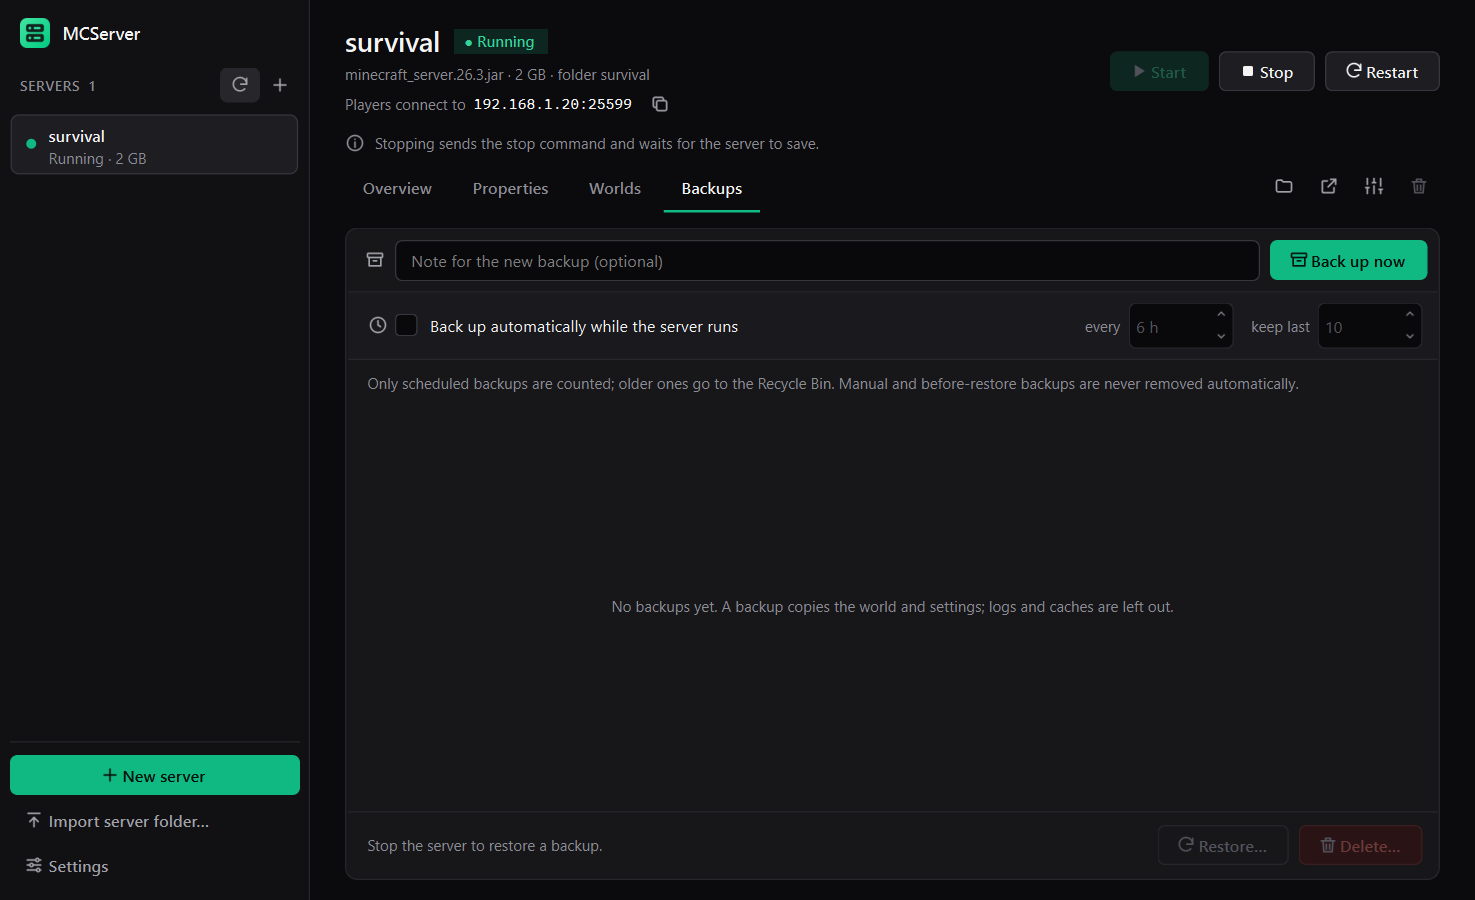 MCServer
SERVERS 1
survival
Running · 2 GB
New server
Import server folder...
Settings
survival
Running
minecraft_server.26.3.jar · 2 GB · folder survival
Players connect to 192.168.1.20:25599
Stopping sends the stop command and waits for the server to save.
Start
Stop
Restart
Overview
Properties
Worlds
Backups
Note for the new backup (optional)
Back up now
Back up automatically while the server runs
every 6 h
keep last 10
Only scheduled backups are counted; older ones go to the Recycle Bin. Manual and before-restore backups are never removed automatically.
No backups yet. A backup copies the world and settings; logs and caches are left out.
Stop the server to restore a backup.
Restore...
Delete...